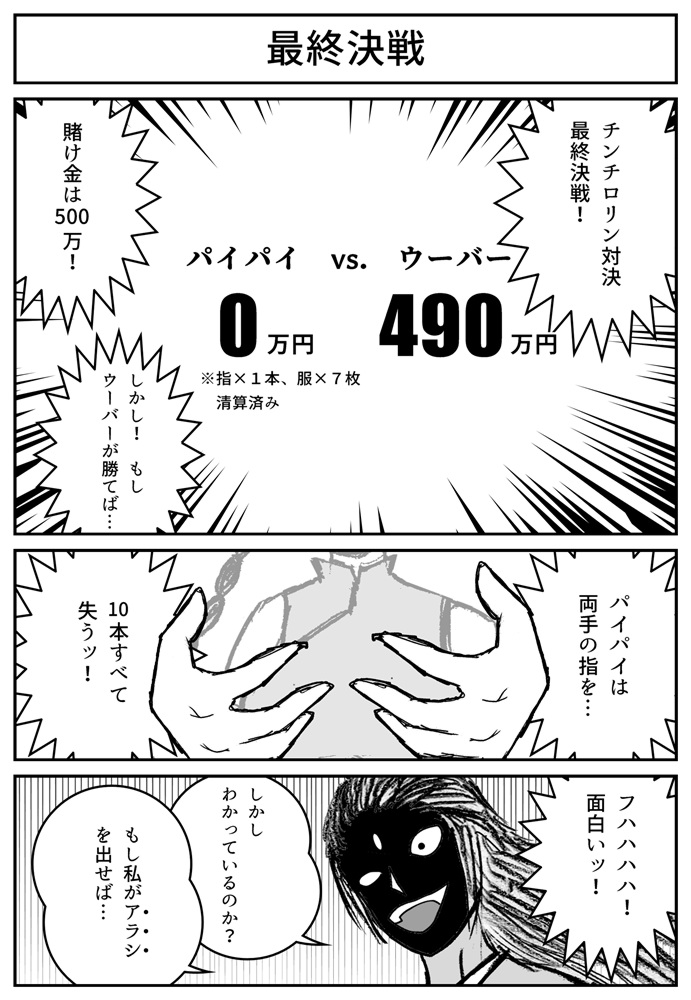 最終決戦
チンチロリン対決
最終決戦！
賭け金は
500
万！
パイパイ vs. ウーバー
0万円 490万円
※指×１本、服×７枚
清算済み
しかし！ もし
ウーバーが勝てば…
パイパイは
両手の指を…
10本すべて
失うッ！
フハハハハ！
面白いッ！
しかし
わかっているのか？
もし私がアラシ
を出せば…